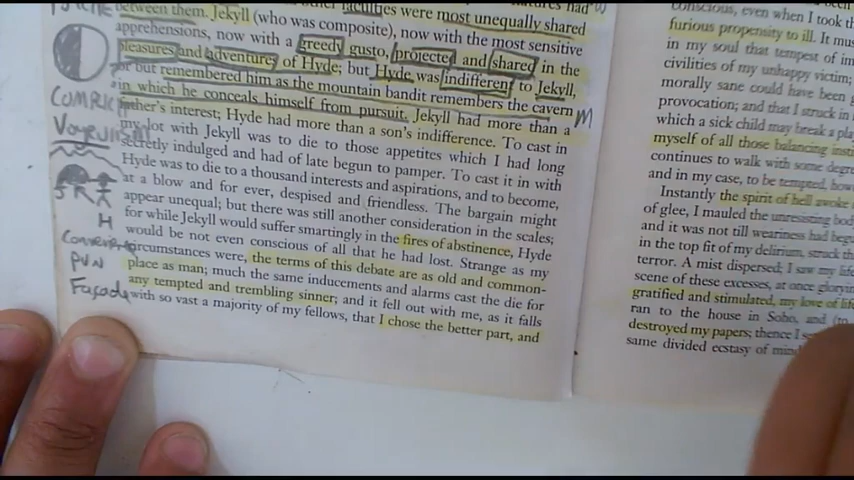 faculties were most unequally shared
between them. Jekyll (who was composite), now with the most sensitive
apprehensions, now with a greedy gusto, projected and shared in the
pleasures and adventures of Hyde; but Hyde was indifferent to Jekyll,
or but remembered him as the mountain bandit remembers the cavern
in which he conceals himself from pursuit. Jekyll had more than a
father's interest; Hyde had more than a son's indifference. To cast in
my lot with Jekyll was to die to those appetites which I had long
secretly indulged and had of late begun to pamper. To cast it in with
Hyde was to die to a thousand interests and aspirations, and to become,
at a blow and for ever, despised and friendless. The bargain might
appear unequal; but there was still another consideration in the scales;
for while Jekyll would suffer smartingly in the fires of abstinence, Hyde
would be not even conscious of all that he had lost. Strange as my
circumstances were, the terms of this debate are as old and common-
place as man; much the same inducements and alarms cast the die for
any tempted and trembling sinner; and it fell out with me, as it falls
with so vast a majority of my fellows, that I chose the better part, and
M
H
PVN
Façade
conscious, even when I took th
furious propensity to ill. It mus
in my soul that tempest of im
civilities of my unhappy victim;
morally sane could have been g
provocation; and that I struck in
which a sick child may break a pla
myself of all those balancing insti
continues to walk with some degre
and in my case, to be tempted, how
Instantly the spirit of hell awoke
of glee, I mauled the unresisting body
and it was not till weariness had begu
in the top fit of my delirium, struck th
terror. A mist dispersed; I saw my life
scene of these excesses, at once glorying
gratified and stimulated, my love of life
ran to the house in Soho, and (to
destroyed my papers; thence I s
same divided ecstasy of mind